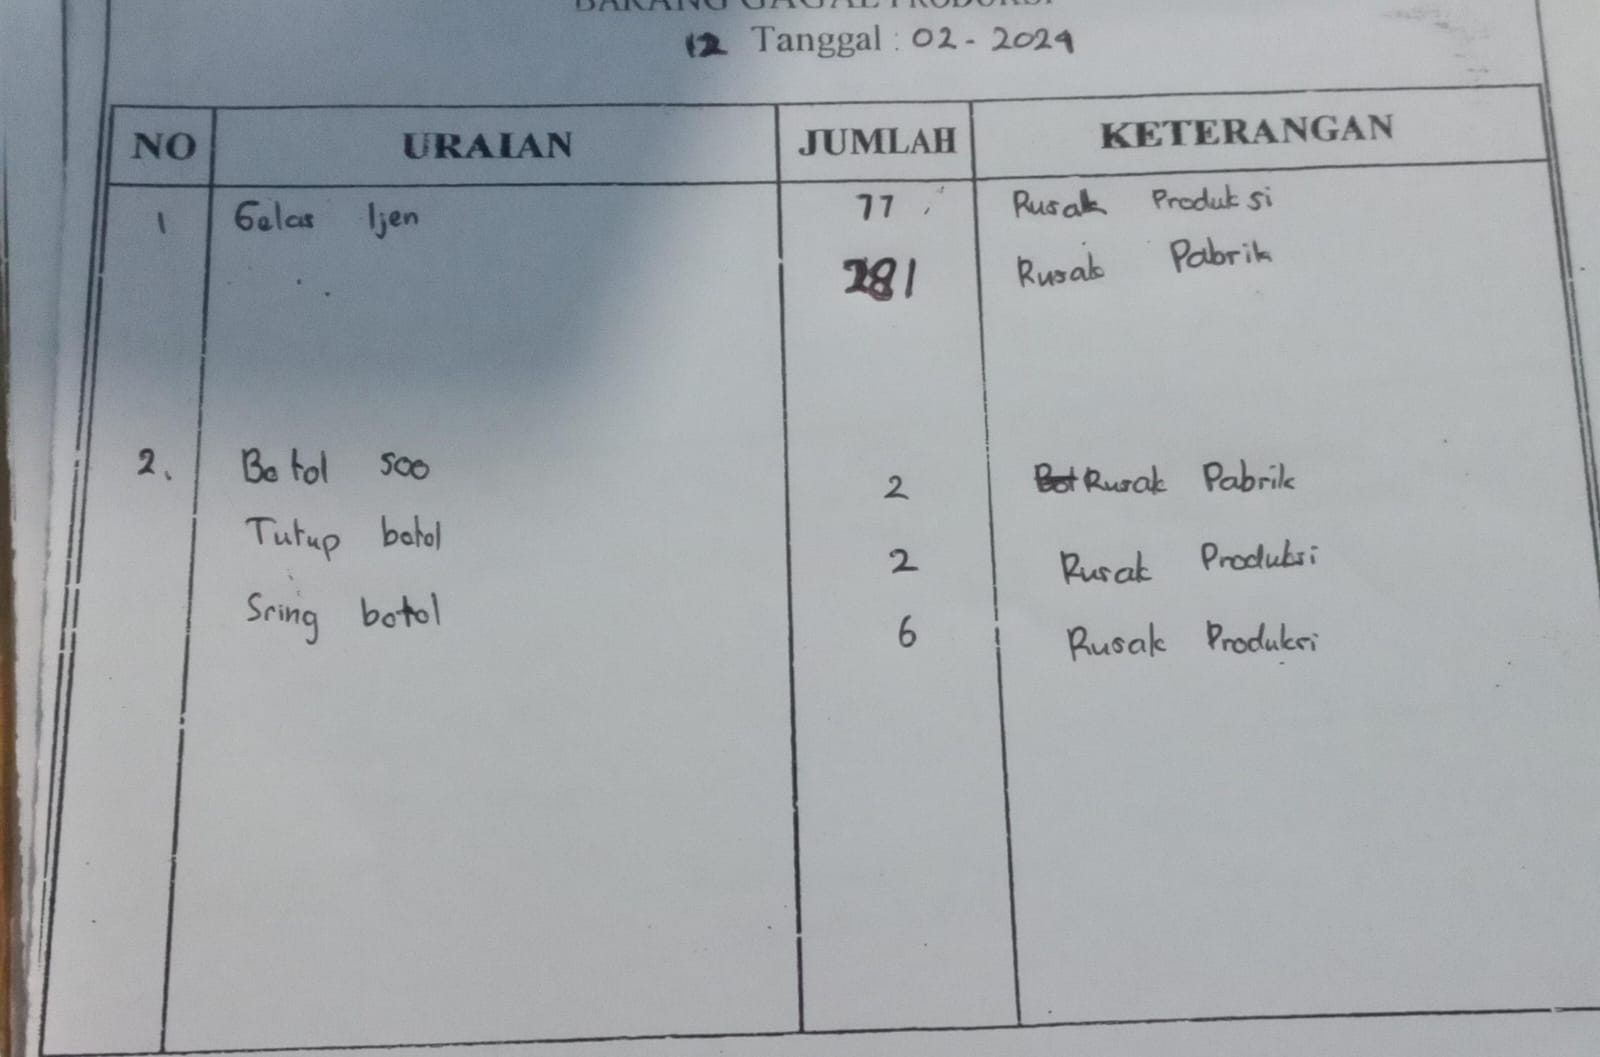 BARANG GAGAL PRODUKSI
12 Tanggal : 02 - 2024
NO URAIAN JUMLAH KETERANGAN
1 Gelas Ijen 77 Rusak Produksi
281 Rusak Pabrik
2. Botol 500 2 Rusak Pabrik
Tutup botol 2 Rusak Produksi
Sring botol 6 Rusak Produksi